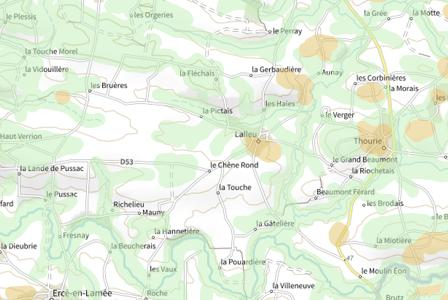 le Plessis
les Orgeries
la Grée
la Motte
le Perray
la Touche Morel
la Vidouillère
la Fléchais
la Gerbaudière
Aunay
les Bruères
les Corbinières
la Morais
la Pictais
les Haies
le Verger
Haut Verrion
Lalleu
Thourie
D53
le Chêne Rond
le Grand Beaumont
la Lande de Pussac
la Riochetais
le Pussac
la Touche
Beaumont Férard
les Brodais
Richelieu
Mauny
la Gâtelière
Fresnay
la Hannetière
la Dieubrie
la Beucherais
la Miotière
les Vaux
la Pouardière
le Moulin Eon
la Villeneuve
Ercé-en-Lamée
Roche